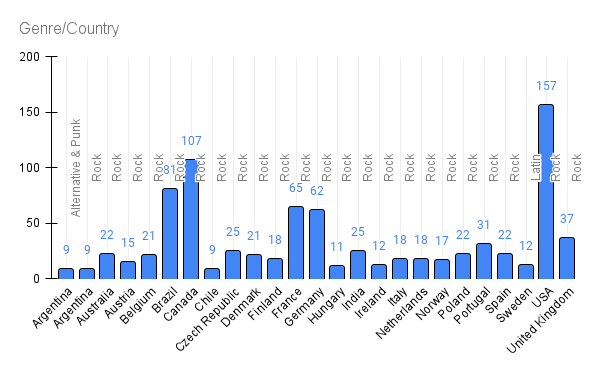 Genre/Country
200
150
100
50
0
9 9 22 15 21 81 107 9 25 21 18 65 62 11 25 12 18 18 17 22 31 22 12 157 37
Alternative & Punk Rock Rock Rock Rock Rock Rock Rock Rock Rock Rock Rock Rock Rock Rock Rock Rock Rock Rock Rock Rock Rock Latin Rock Rock
Argentina Argentina Australia Austria Belgium Brazil Canada Chile Czech Republic Denmark Finland France Germany Hungary India Ireland Italy Netherlands Norway Poland Portugal Spain Sweden USA United Kingdom